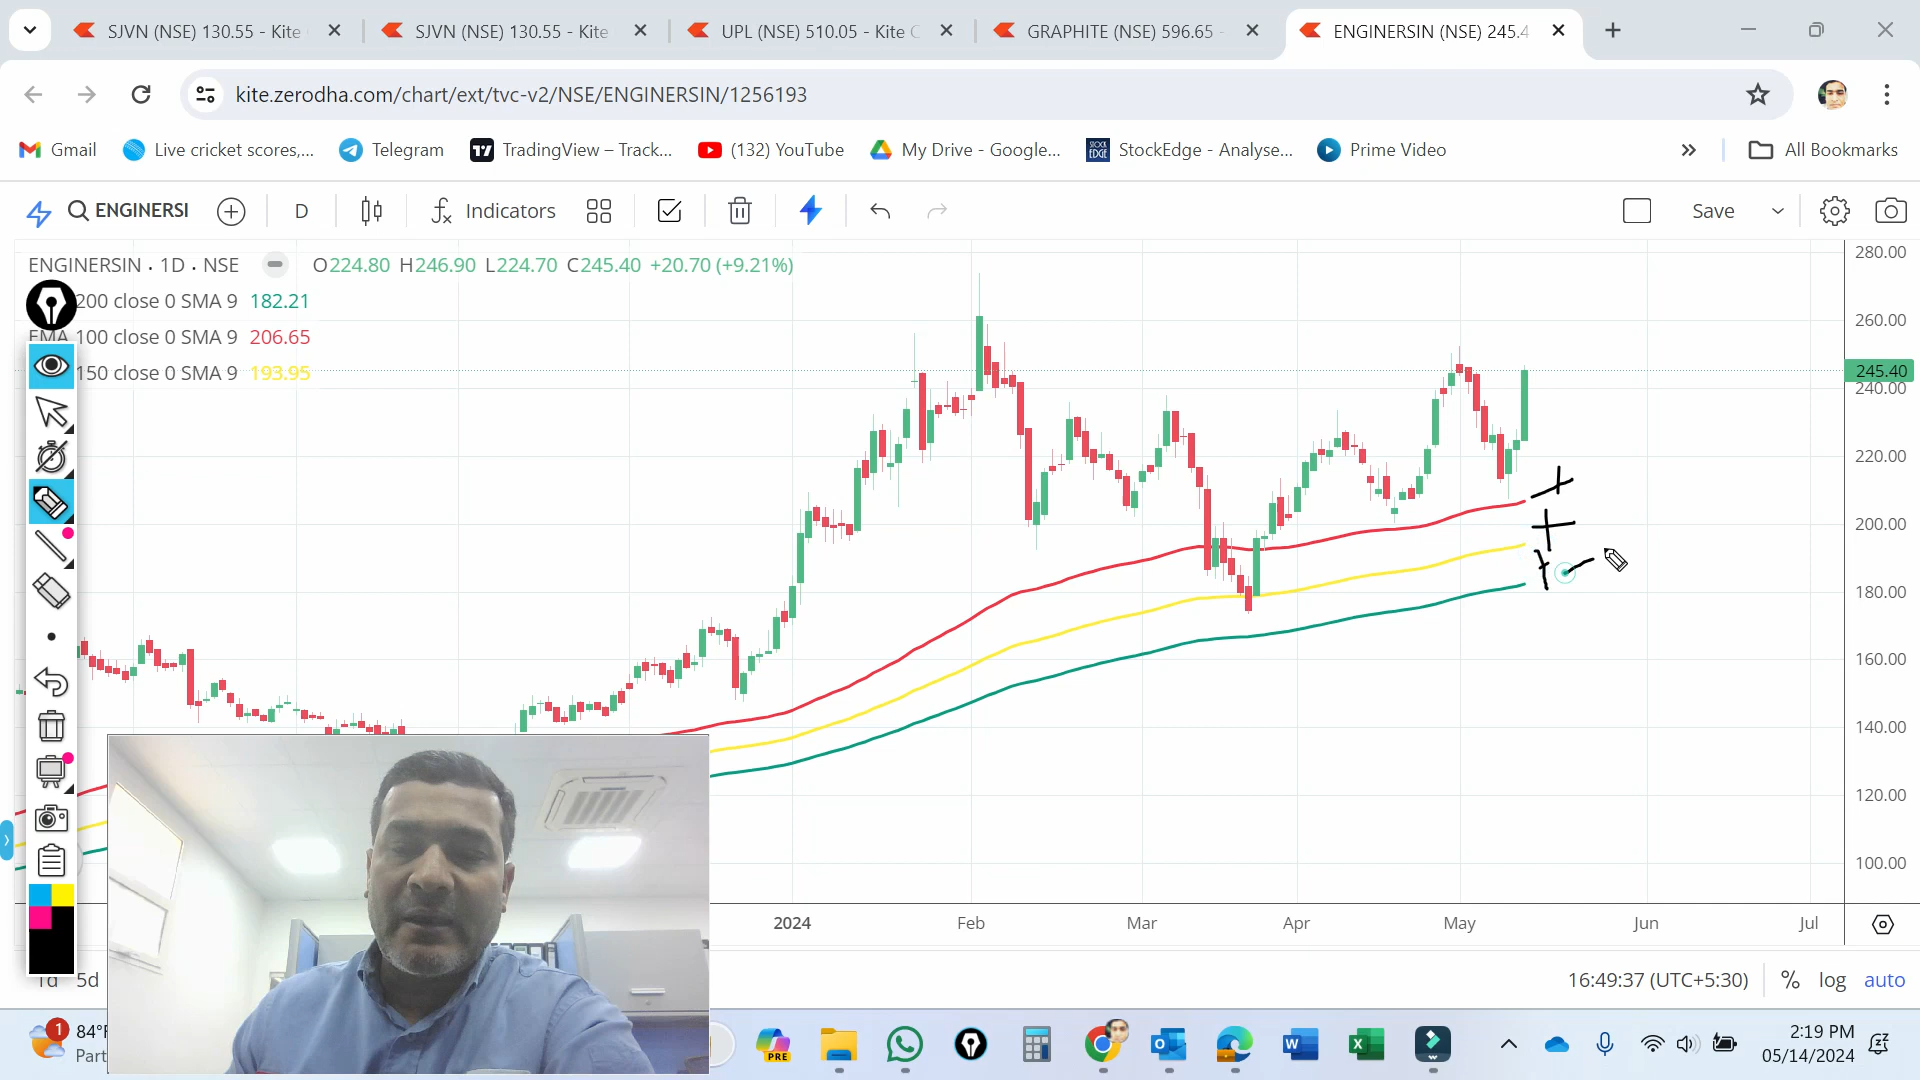 SJVN (NSE) 130.55 - Kite
SJVN (NSE) 130.55 - Kite
UPL (NSE) 510.05 - Kite C
GRAPHITE (NSE) 596.65 -
ENGINERSIN (NSE) 245.4
kite.zerodha.com/chart/ext/tvc-v2/NSE/ENGINERSIN/1256193
Gmail
Live cricket scores,...
Telegram
TradingView – Track...
(132) YouTube
My Drive - Google...
STOCK EDGE
StockEdge - Analyse...
Prime Video
All Bookmarks
ENGINERSI
D
Indicators
Save
ENGINERSIN · 1D · NSE O224.80 H246.90 L224.70 C245.40 +20.70 (+9.21%)
200 close 0 SMA 9 182.21
EMA 100 close 0 SMA 9 206.65
150 close 0 SMA 9 193.95
280.00
260.00
245.40
240.00
220.00
200.00
180.00
160.00
140.00
120.00
100.00
2024 Feb Mar Apr May Jun Jul
1d 5d
16:49:37 (UTC+5:30) % log auto
1
84°F
Part
PRE
2:19 PM
05/14/2024